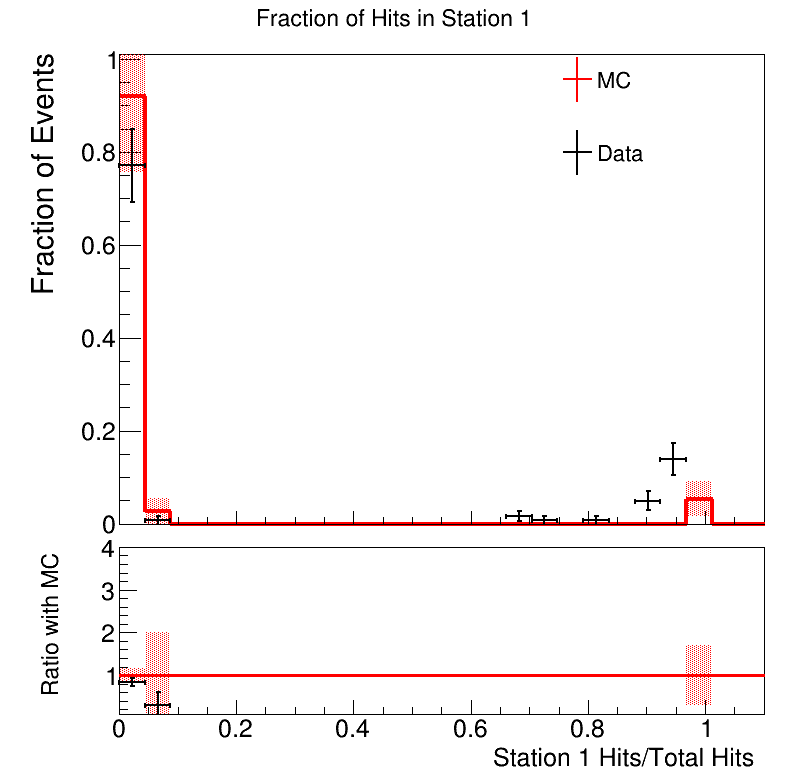 Fraction of Hits in Station 1
Fraction of Events
1
0.8
0.6
0.4
0.2
0
MC
Data
Ratio with MC
4
3
2
1
0 0.2 0.4 0.6 0.8 1
Station 1 Hits/Total Hits